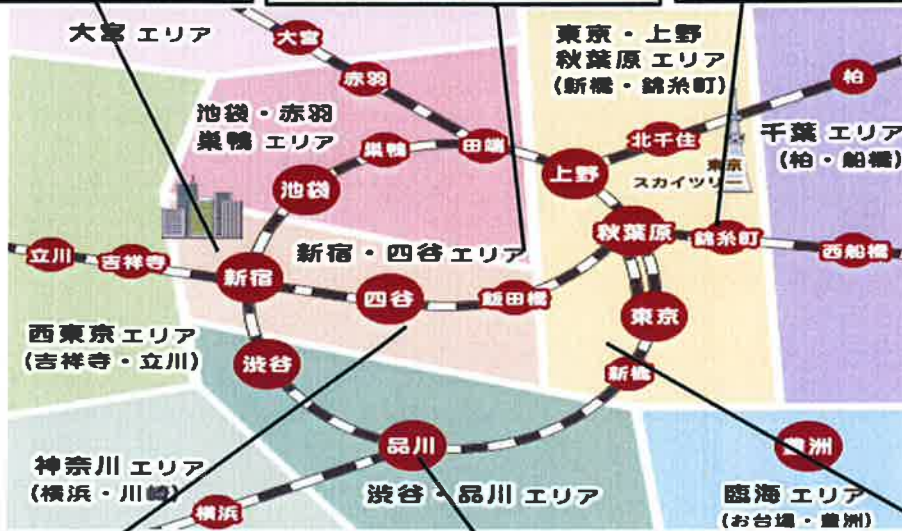 大宮 エリア
大宮
赤羽
東京・上野
秋葉原 エリア
(新橋・錦糸町)
柏
池袋・赤羽
巣鴨 エリア
巣鴨
田端
北千住
千葉 エリア
(柏・船橋)
東京
スカイツリー
池袋
上野
秋葉原
錦糸町
西船橋
立川
吉祥寺
新宿・四谷 エリア
新宿
四谷
飯田橋
東京
西東京 エリア
(吉祥寺・立川)
渋谷
新橋
品川
豊洲
神奈川 エリア
(横浜・川崎)
横浜
渋谷・品川 エリア
臨海 エリア
(お台場・豊洲)